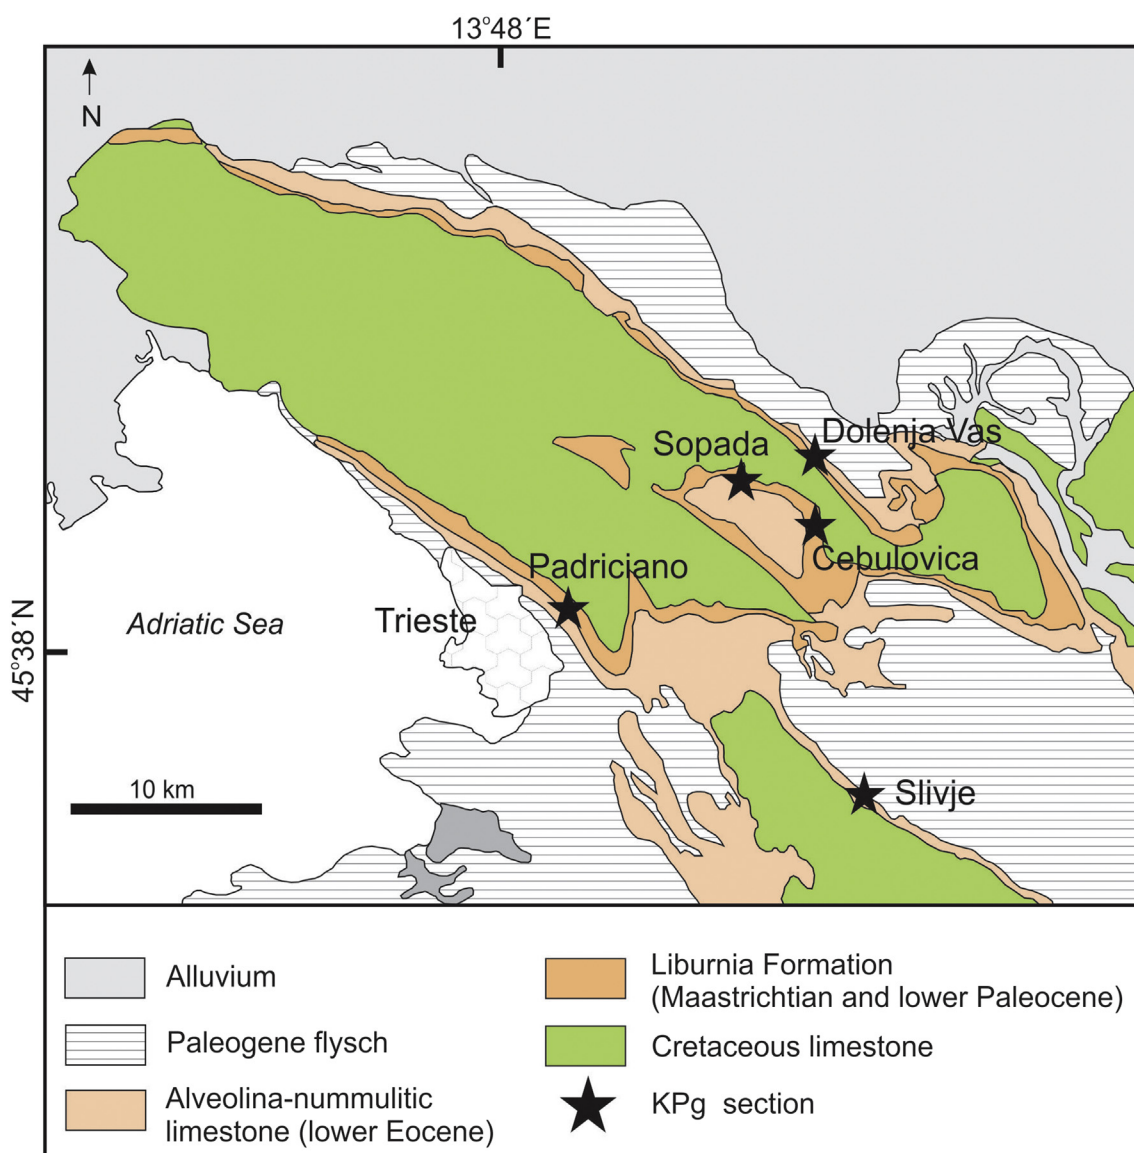 13°48´E
N
Dolenja Vas
Sopada
Cebulovica
Padriciano
Trieste
Adriatic Sea
45°38´N
10 km
Slivje
Alluvium
Paleogene flysch
Alveolina-nummulitic
limestone (lower Eocene)
Liburnia Formation
(Maastrichtian and lower Paleocene)
Cretaceous limestone
KPg section